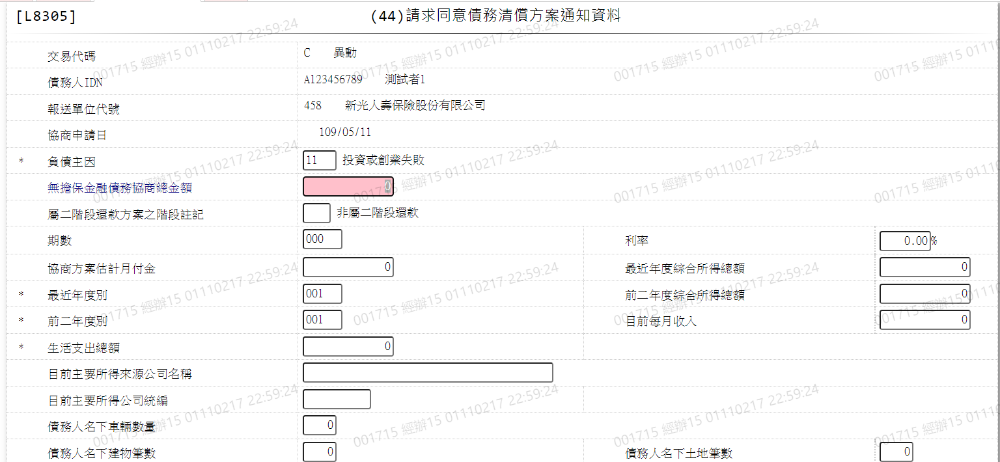 [L8305] (44)請求同意債務清償方案通知資料
交易代碼 C 異動
債務人IDN A123456789 測試者1
報送單位代號 458 新光人壽保險股份有限公司
協商申請日 109/05/11
* 負債主因 11 投資或創業失敗
無擔保金融債務協商總金額 0
屬二階段還款方案之階段註記 非屬二階段還款
期數 000 利率 0.00 %
協商方案估計月付金 0 最近年度綜合所得總額 0
* 最近年度別 001 前二年度綜合所得總額 0
* 前二年度別 001 目前每月收入 0
* 生活支出總額 0
目前主要所得來源公司名稱
目前主要所得公司統編
債務人名下車輛數量 0
債務人名下建物筆數 0 債務人名下土地筆數 0
001715 經辦15 01110217 22:59:24